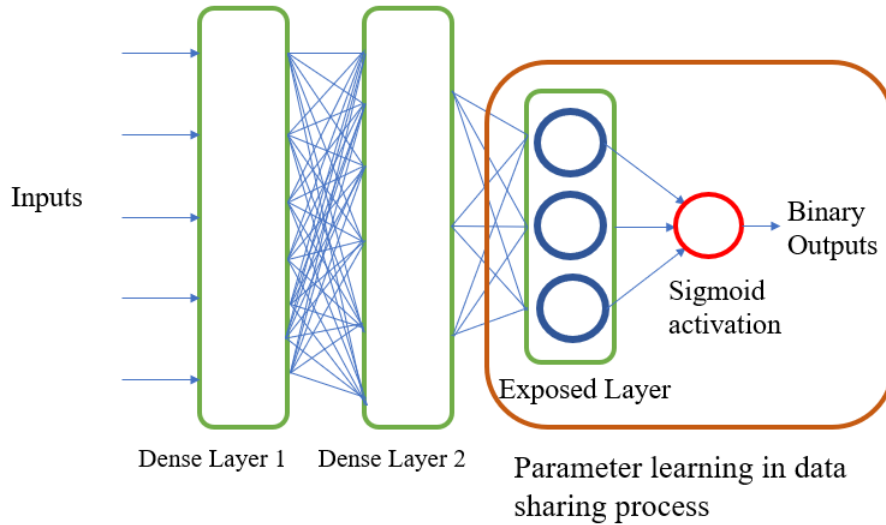 Inputs
Binary
Outputs
Sigmoid
activation
Exposed Layer
Dense Layer 1
Dense Layer 2
Parameter learning in data
sharing process